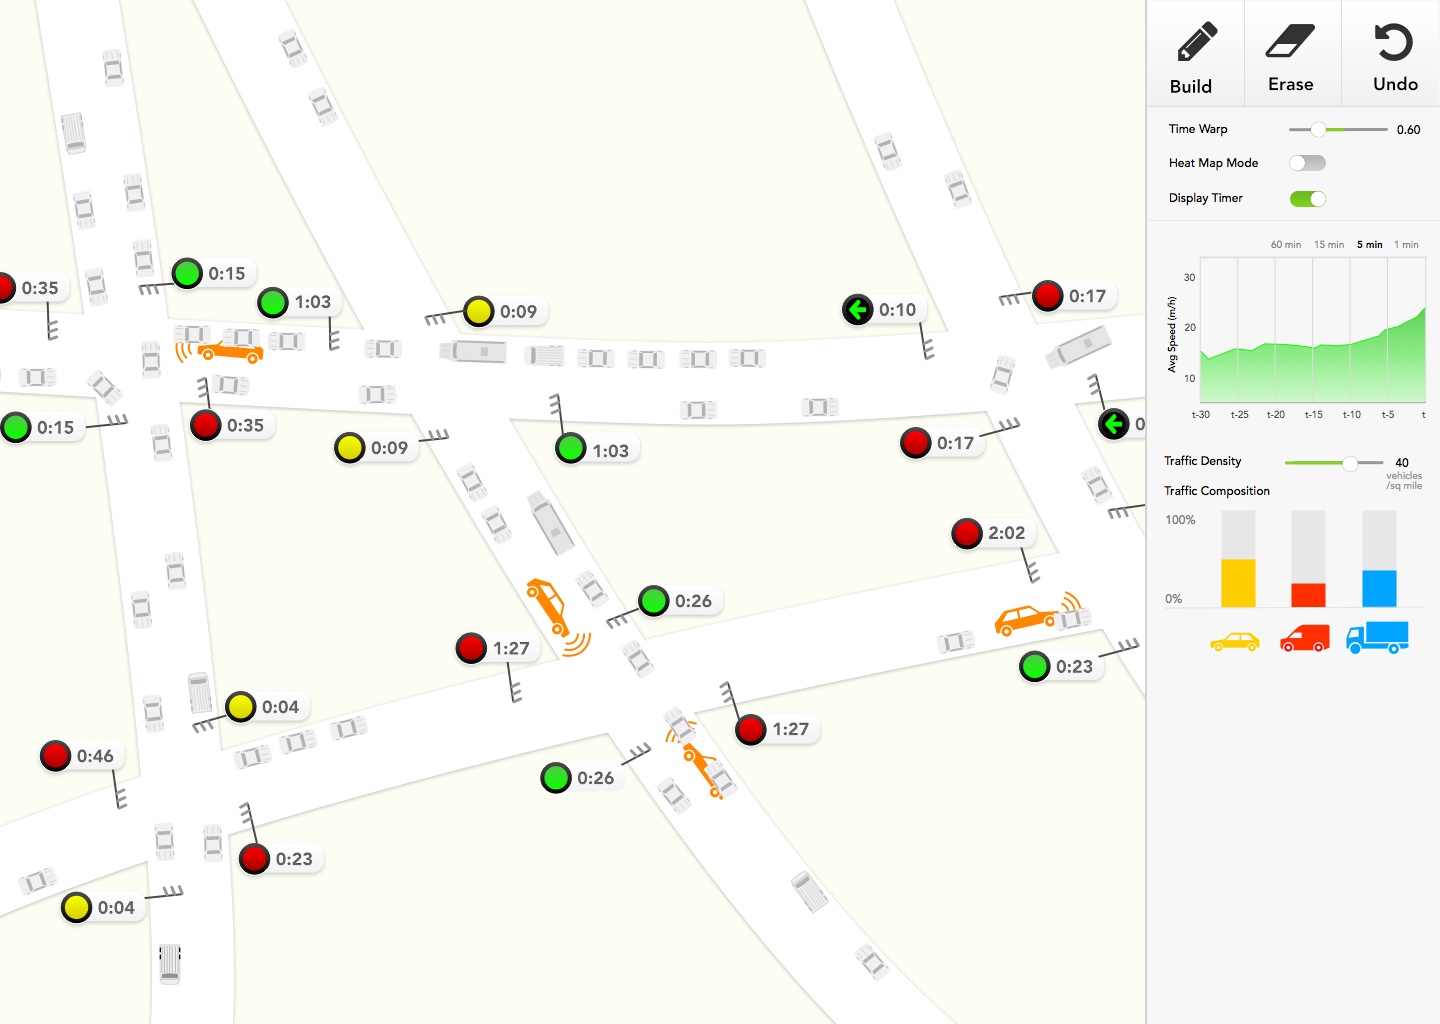 Build
Erase
Undo
Time Warp
0.60
Heat Map Mode
Display Timer
60 min
15 min
5 min
1 min
30
20
10
Avg Speed (m/h)
t-30
t-25
t-20
t-15
t-10
t-5
t
Traffic Density
40
vehicles
/sq mile
Traffic Composition
100%
0%
0:35
0:15
1:03
0:09
0:10
0:17
0:15
0:35
0:09
1:03
0:17
0
2:02
0:26
1:27
0:23
0:04
0:46
1:27
0:26
0:23
0:04